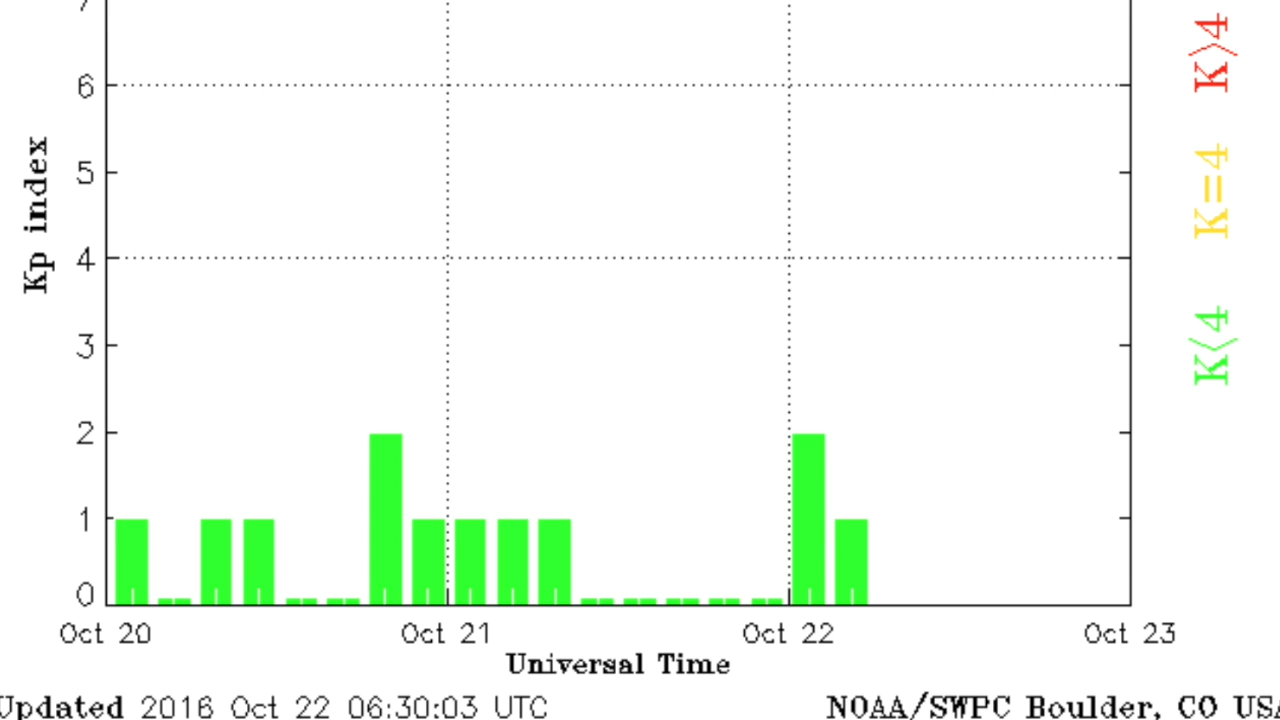 7
6
5
4
3
2
1
0
Kp index
K>4
K=4
K<4
Oct 20 Oct 21 Oct 22 Oct 23
Universal Time
Updated 2016 Oct 22 06:30:03 UTC
NOAA/SWPC Boulder, CO USA